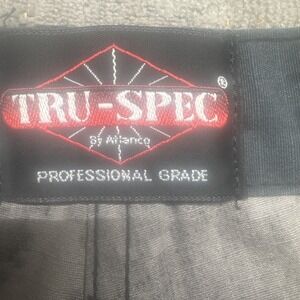 TRU-SPEC®
By Atlanco
PROFESSIONAL GRADE